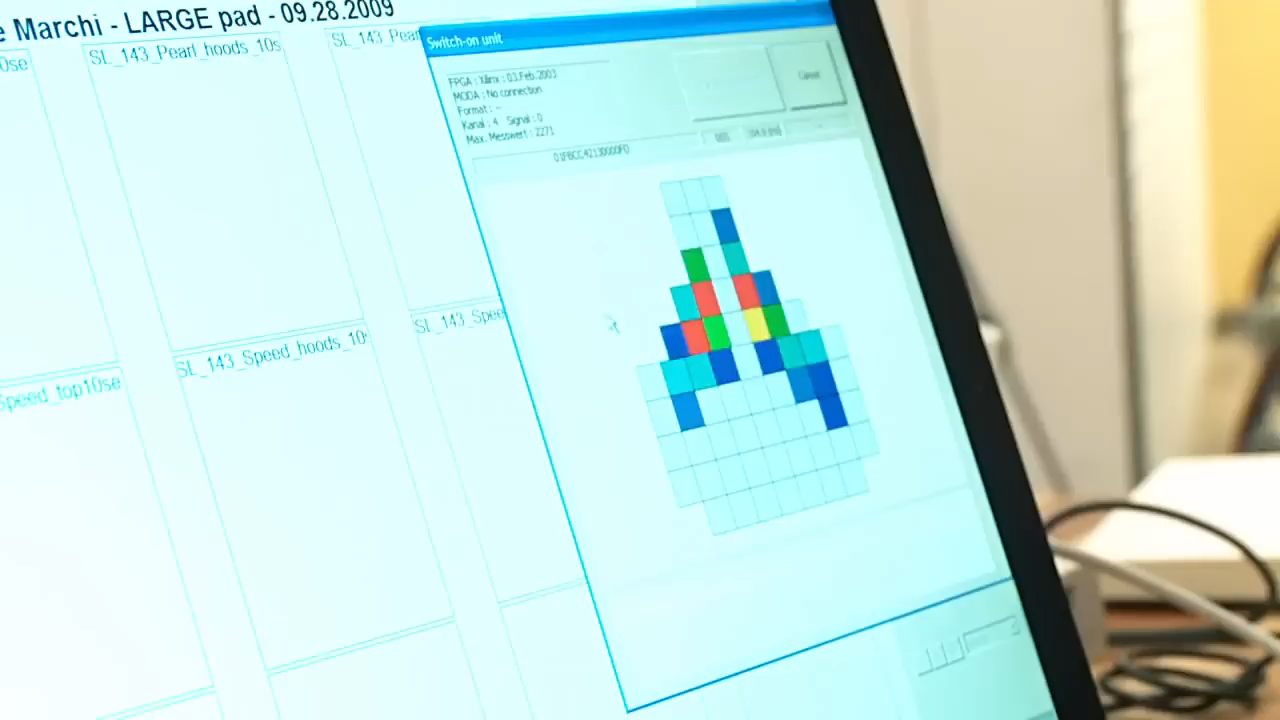 e Marchi - LARGE pad - 09.28.2009
0se
SL_143_Pearl_hoods_10s
SL_143_Pear
Switch-on unit
FPGA : Xilinx : 03.Feb.2003
MODA : No connection
Format : --
Kanal : 4 Signal : 0
Max. Messwert : 2271
Cancel
Speed_top10se
SL_143_Speed_hoods_10
SL_143_Spee